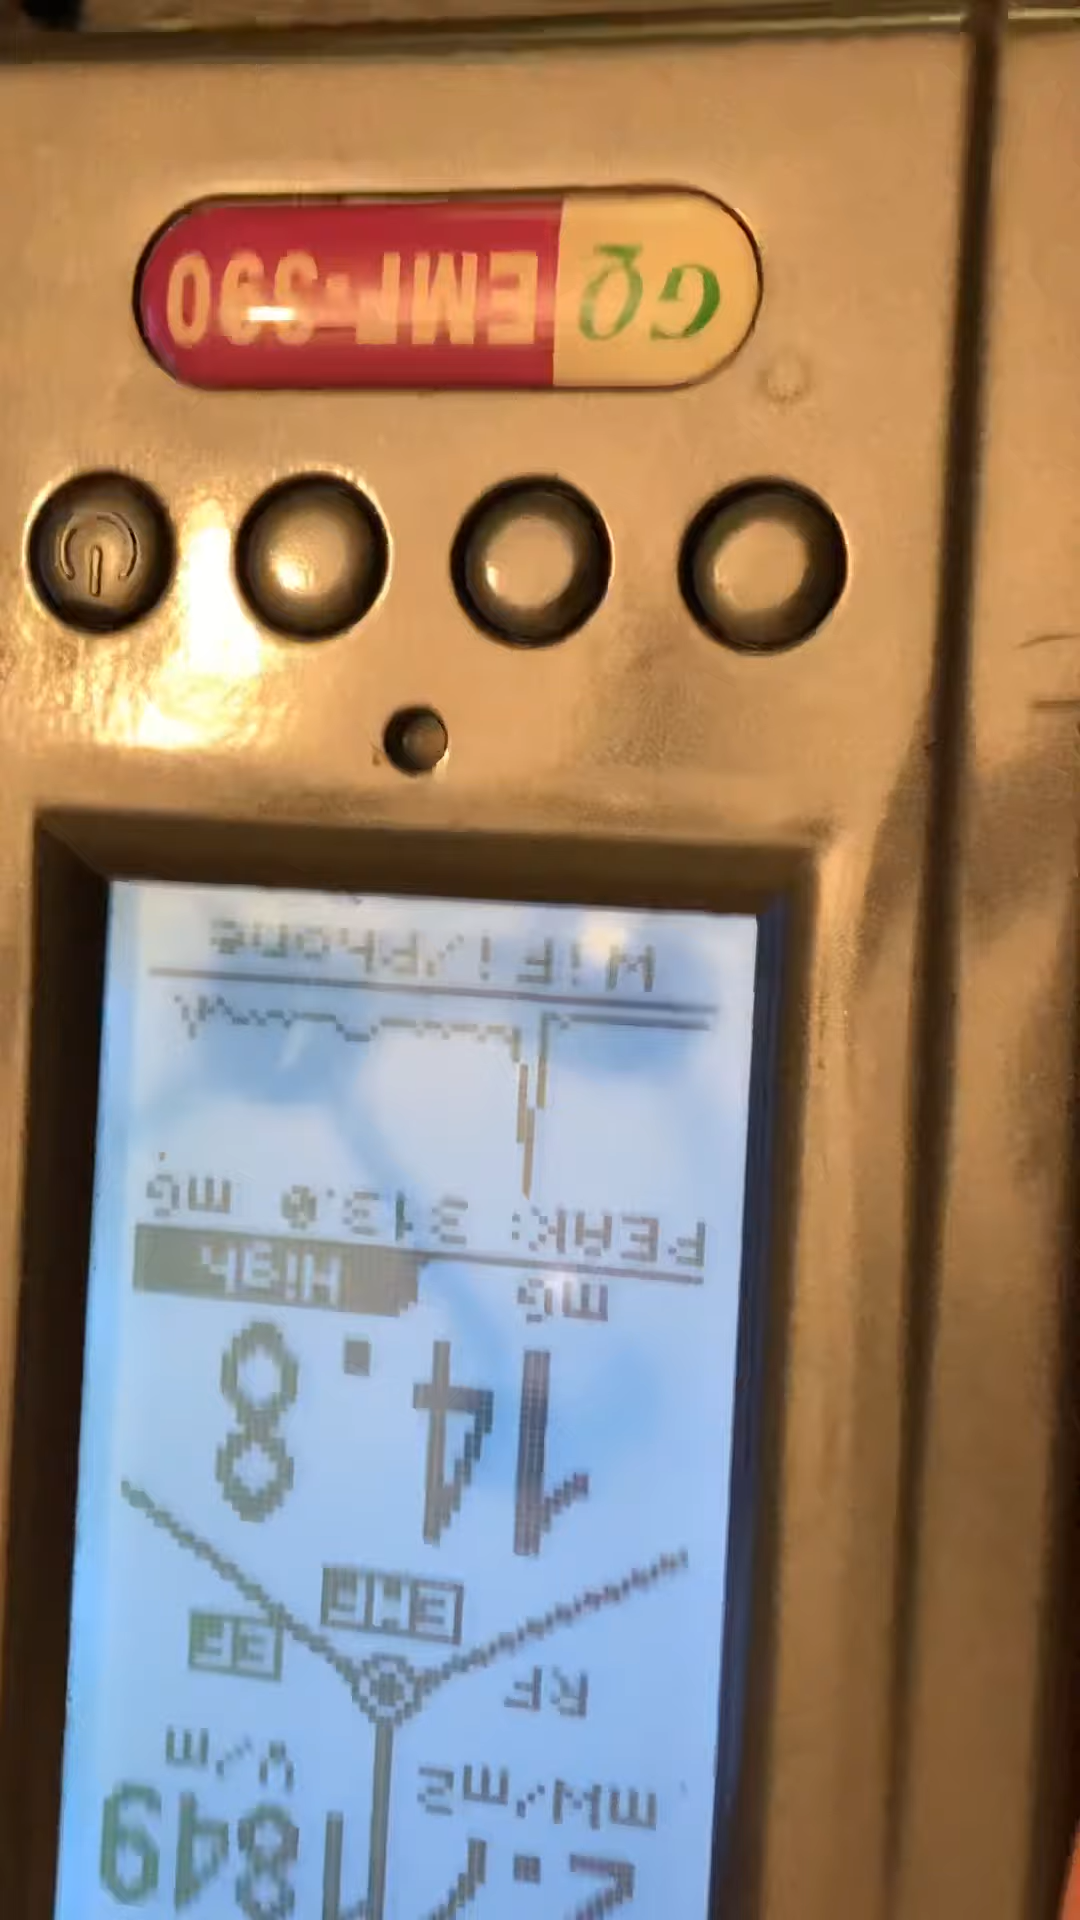 1849
mW/m2 v/m
RF EF
EMF
14.8
mG High
PEAK: 313.0 mG
WiFi/Phone
GQ EMF-390